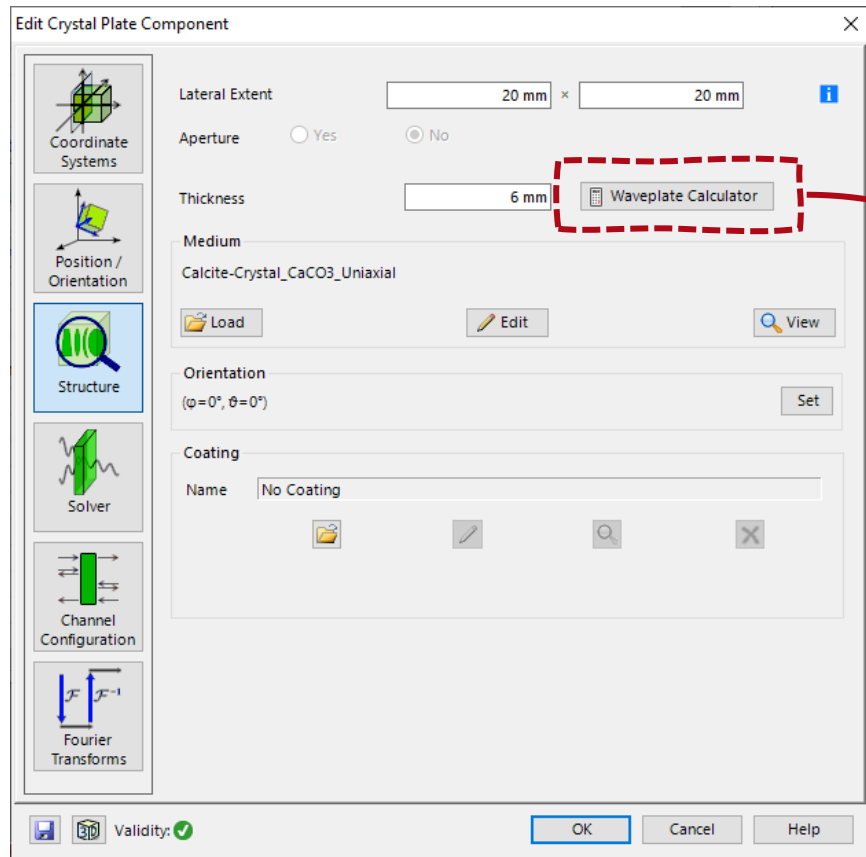 Edit Crystal Plate Component
Coordinate
Systems
Position /
Orientation
Structure
Solver
Channel
Configuration
F F⁻¹
Fourier
Transforms
Lateral Extent 20 mm × 20 mm i
Aperture Yes No
Thickness 6 mm Waveplate Calculator
Medium
Calcite-Crystal_CaCO3_Uniaxial
Load Edit View
Orientation
(φ=0°, ϑ=0°) Set
Coating
Name No Coating
3D Validity: OK Cancel Help